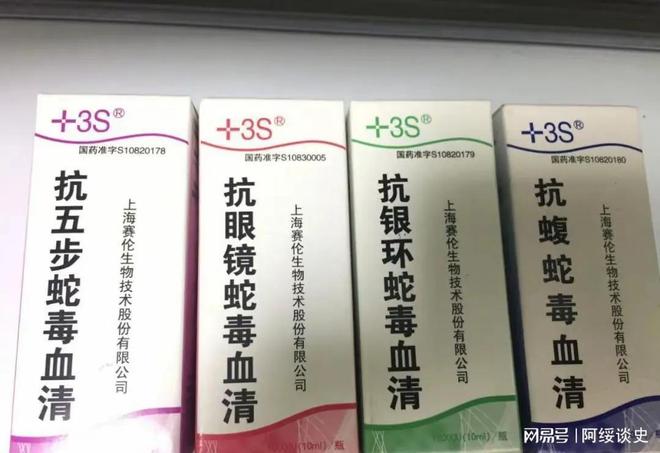 +3S®
国药准字S10820178
抗五步蛇毒血清
上海赛伦生物技术股份有限公司
+3S®
国药准字S10830005
抗眼镜蛇毒血清
上海赛伦生物技术股份有限公司
(10ml)/瓶
+3S®
国药准字S10820179
抗银环蛇毒血清
上海赛伦生物技术股份有限公司
(10ml)/瓶
+3S®
国药准字S10820180
抗蝮蛇毒血清
上海赛伦生物技术股份有限公司
网易号 | 阿绥谈史